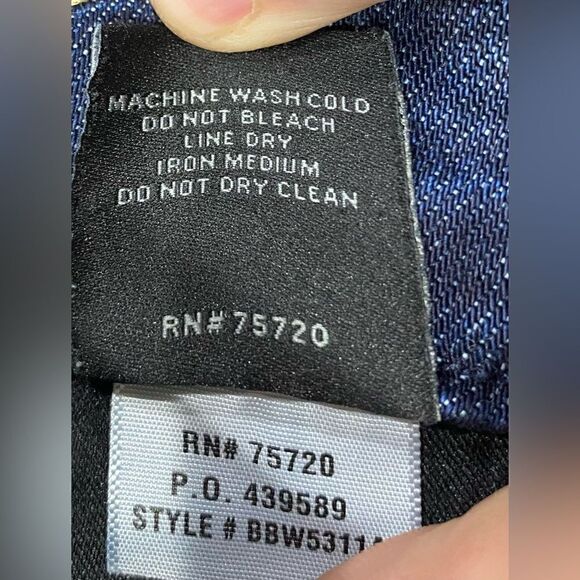 MACHINE WASH COLD
DO NOT BLEACH
LINE DRY
IRON MEDIUM
DO NOT DRY CLEAN
RN# 75720
RN# 75720
P.O. 439589
STYLE #